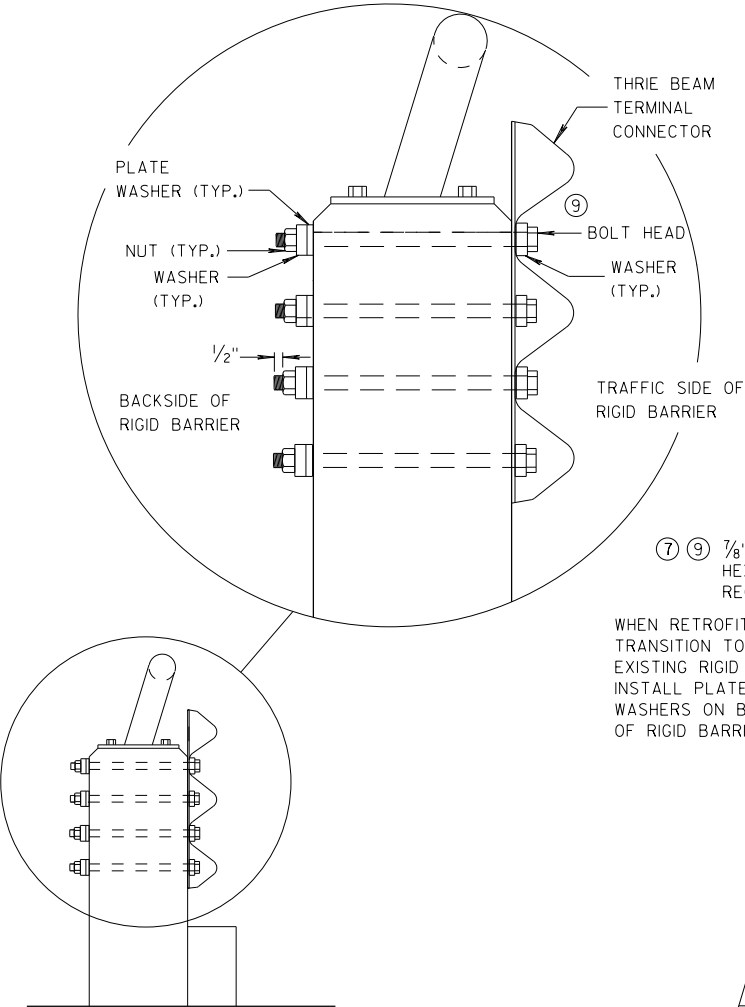 THRIE BEAM
TERMINAL
CONNECTOR
PLATE
WASHER (TYP.)
9
BOLT HEAD
NUT (TYP.)
WASHER
(TYP.)
WASHER
(TYP.)
1/2"
BACKSIDE OF
RIGID BARRIER
TRAFFIC SIDE OF
RIGID BARRIER
7 9 7/8"
WHEN RETROFIT
TRANSITION TO
EXISTING RIGID
INSTALL PLATE
WASHERS ON
OF RIGID